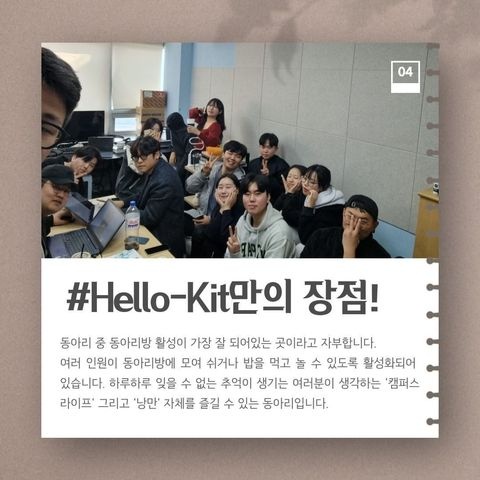 04
#Hello-Kit만의 장점!
동아리 중 동아리방 활성이 가장 잘 되어있는 곳이라고 자부합니다.
여러 인원이 동아리방에 모여 쉬거나 밥을 먹고 놀 수 있도록 활성화되어
있습니다. 하루하루 잊을 수 없는 추억이 생기는 여러분이 생각하는 '캠퍼스
라이프' 그리고 '낭만' 자체를 즐길 수 있는 동아리입니다.